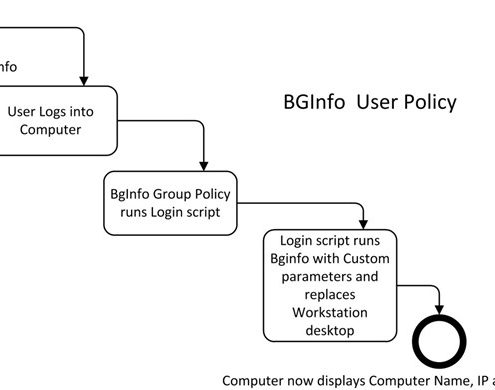 nfo
User Logs into
Computer
BGInfo  User Policy
BgInfo Group Policy
runs Login script
Login script runs
Bginfo with Custom
parameters and
replaces
Workstation
desktop
Computer now displays Computer Name, IP a